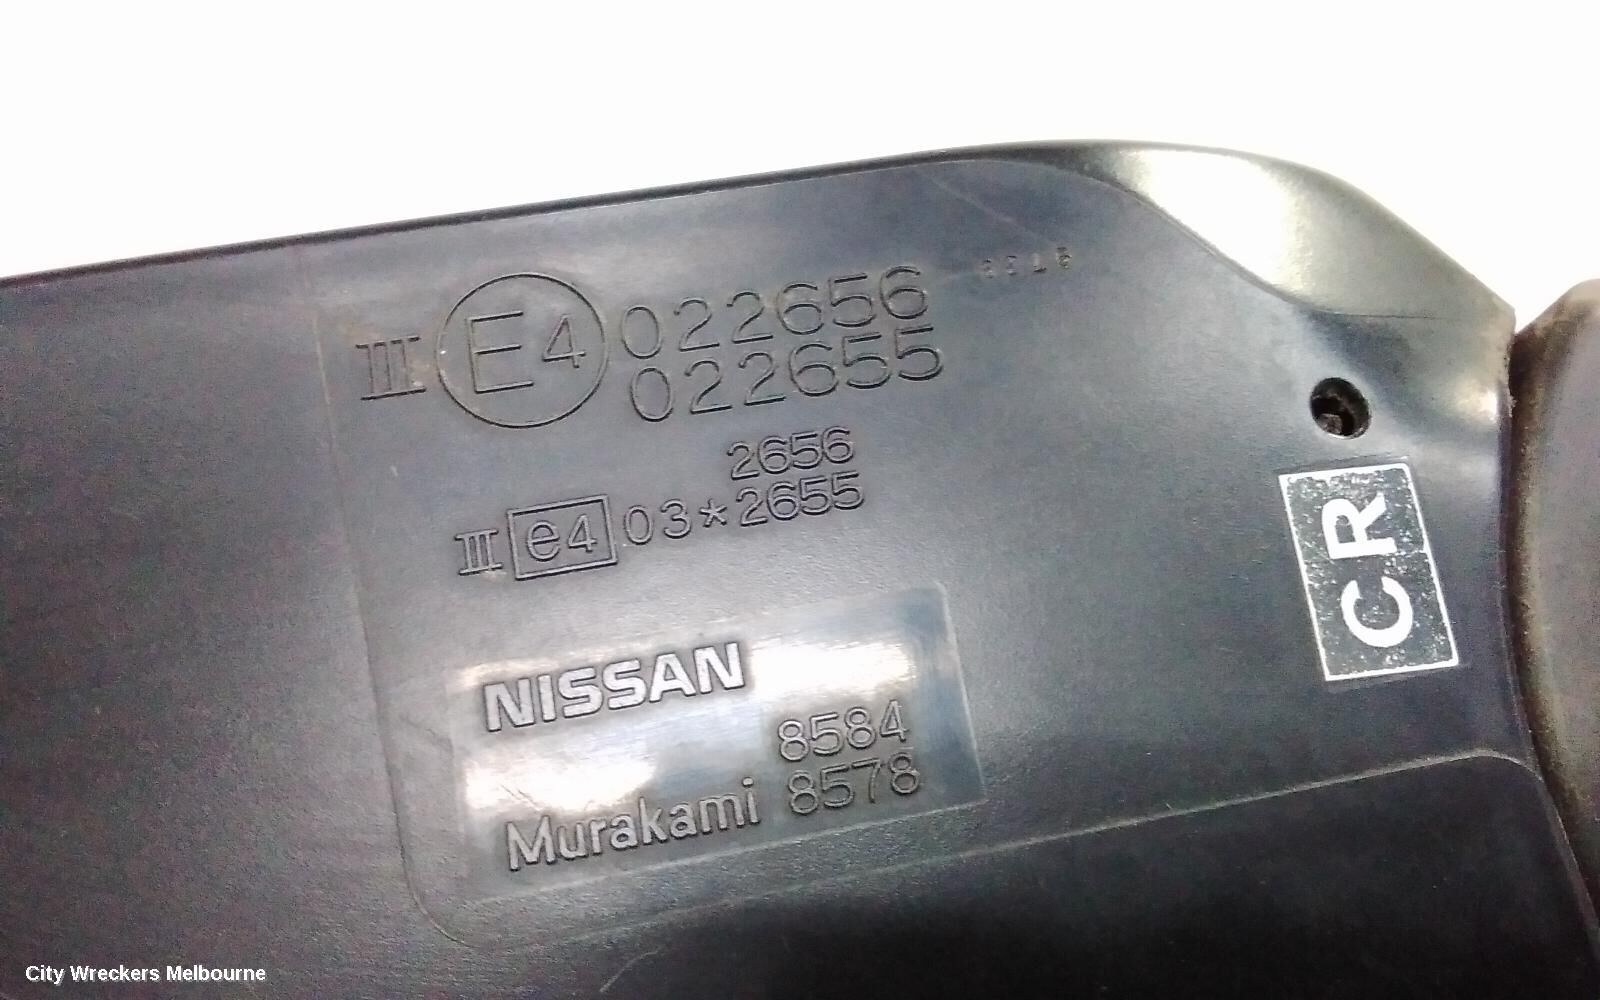 III E4 022656
022655
2656
III e4 03*2655
NISSAN
8584
Murakami 8578
CR
City Wreckers Melbourne